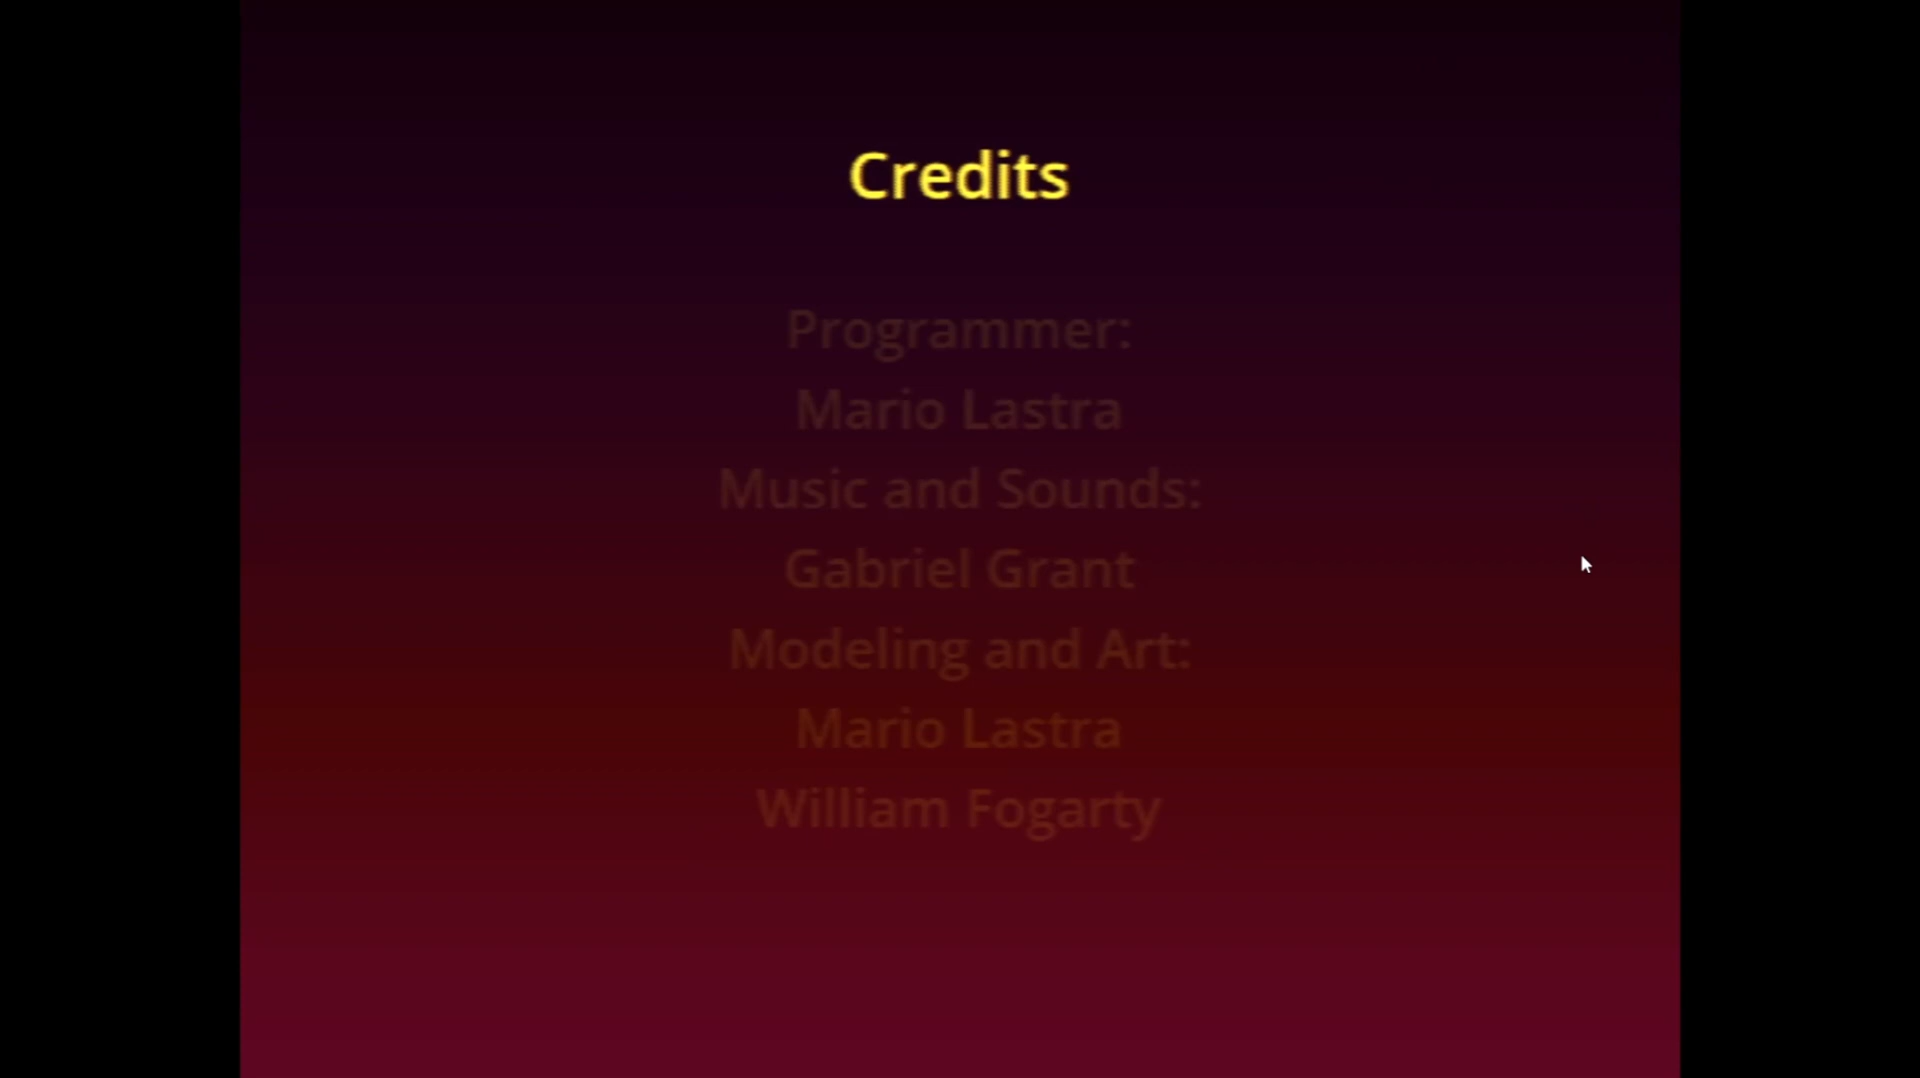 Credits
Programmer:
Mario Lastra
Music and Sounds:
Gabriel Grant
Modeling and Art:
Mario Lastra
William Fogarty